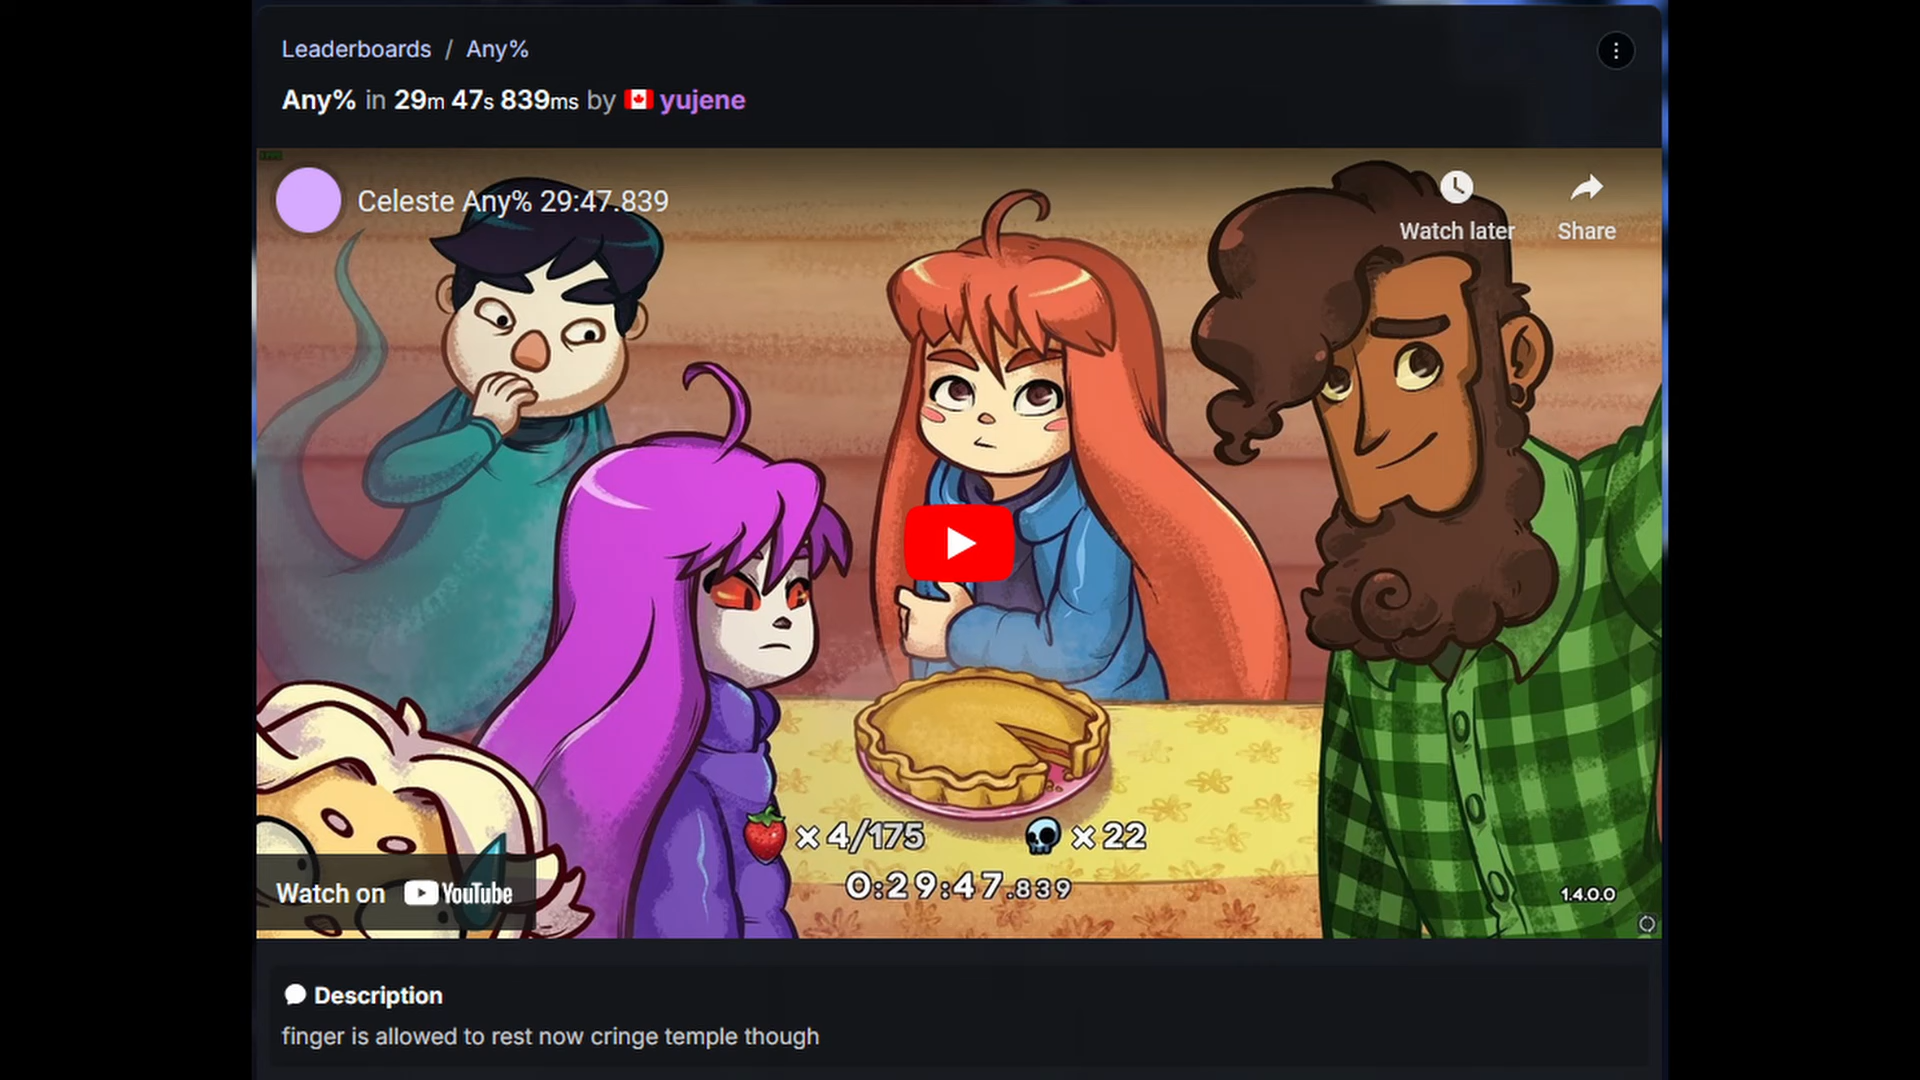 Leaderboards / Any%
Any% in 29m 47s 839ms by yujene
Celeste Any% 29:47.839
Watch later
Share
×4/175
×22
0:29:47.839
Watch on YouTube
1.4.0.0
Description
finger is allowed to rest now cringe temple though